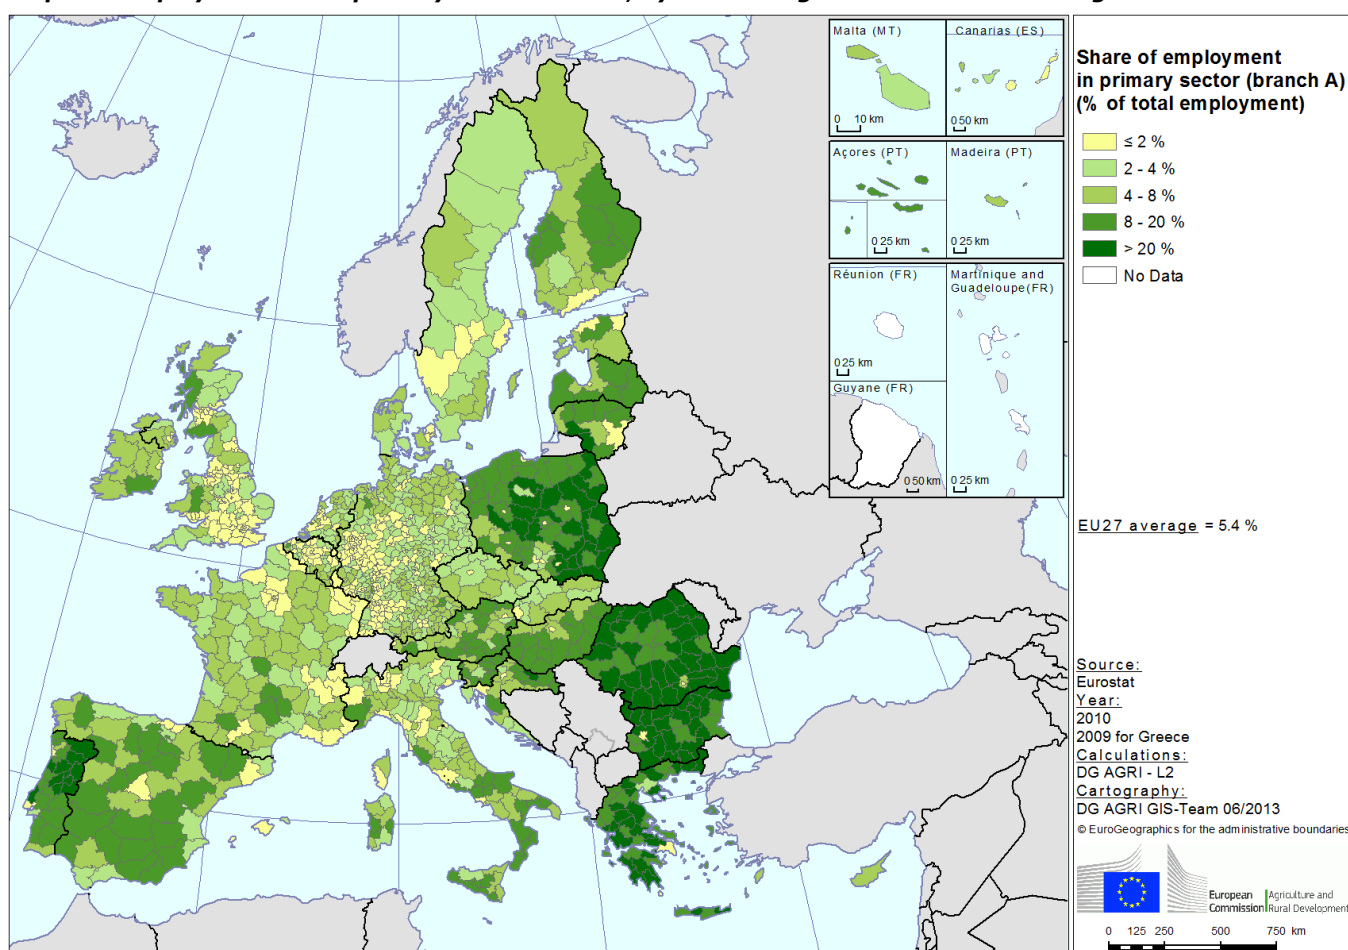 Malta (MT)
0 10 km
Canarias (ES)
0 50 km
Açores (PT)
0 25 km
Madeira (PT)
0 25 km
Réunion (FR)
0 25 km
Martinique and
Guadeloupe(FR)
0 25 km
Guyane (FR)
0 50 km
Share of employment
in primary sector (branch A)
(% of total employment)
≤ 2 %
2 - 4 %
4 - 8 %
8 - 20 %
> 20 %
No Data
EU27 average = 5.4 %
Source:
Eurostat
Year:
2010
2009 for Greece
Calculations:
DG AGRI - L2
Cartography:
DG AGRI GIS-Team 06/2013
© EuroGeographics for the administrative boundaries
European
Commission
Agriculture and
Rural Development
0 125 250 500 750 km